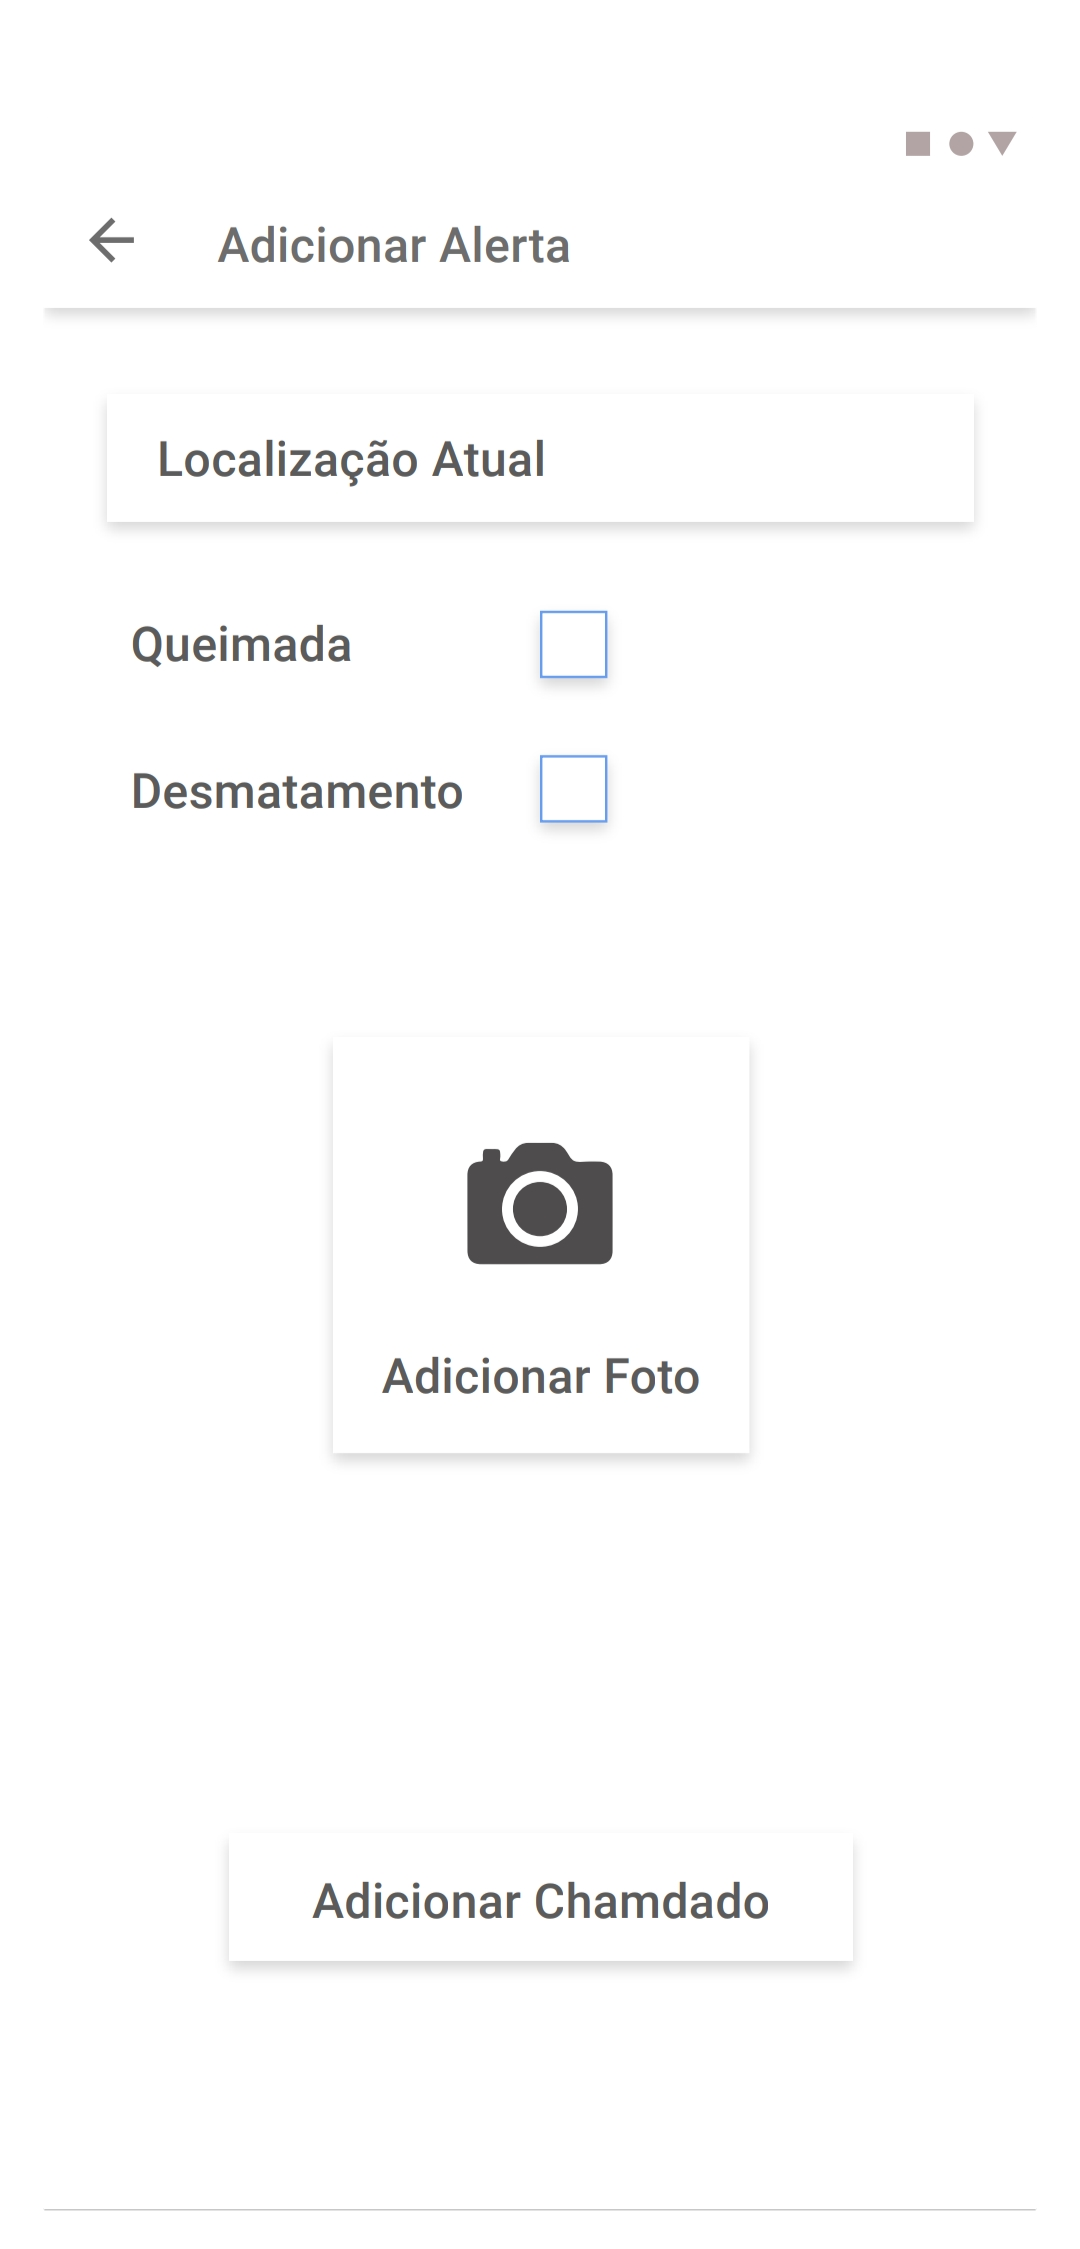 Adicionar Alerta
Localização Atual
Queimada
Desmatamento
Adicionar Foto
Adicionar Chamdado